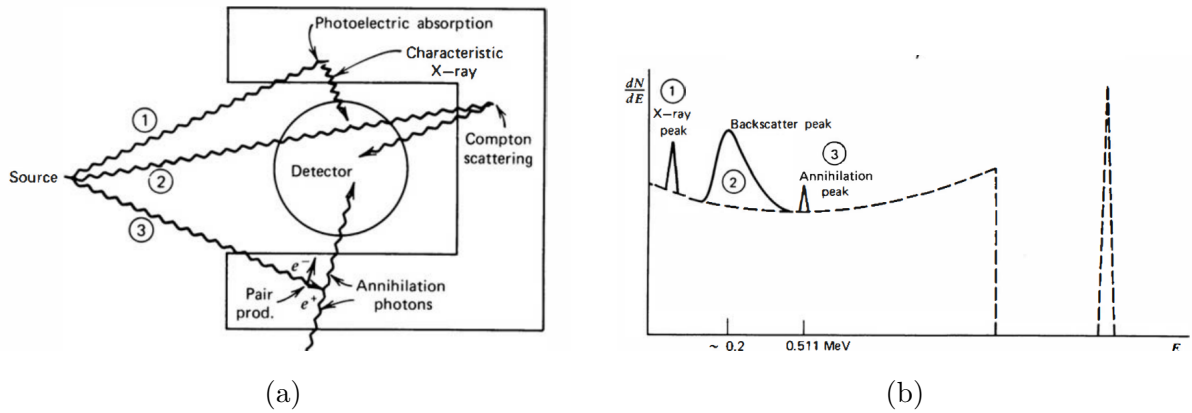 Photoelectric absorption
Characteristic
X–ray
①
Compton
scattering
Source
Detector
②
③
e⁻
Pair
prod.
e⁺
Annihilation
photons
(a)
dN
dE
①
X–ray
peak
Backscatter peak
②
③
Annihilation
peak
~ 0.2
0.511 MeV
E
(b)